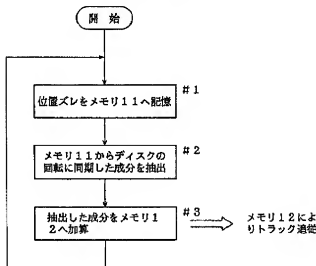 開 始
位置ズレをメモリ11へ記憶
#1
メモリ11からディスクの
回転に同期した成分を抽出
#2
抽出した成分をメモリ1
2へ加算
#3
メモリ12によ
りトラック追従